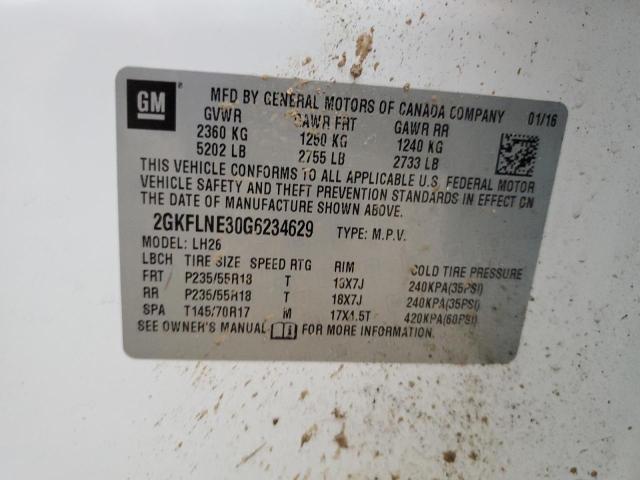 GM
MFD BY GENERAL MOTORS OF CANADA COMPANY 01/16
GVWR GAWR FRT GAWR RR
2360 KG 1250 KG 1240 KG
5202 LB 2755 LB 2733 LB
THIS VEHICLE CONFORMS TO ALL APPLICABLE U.S. FEDERAL MOTOR
VEHICLE SAFETY AND THEFT PREVENTION STANDARDS IN EFFECT ON
THE DATE OF MANUFACTURE SHOWN ABOVE.
2GKFLNE30G6234629 TYPE: M.P.V.
MODEL: LH26
LBCH TIRE SIZE SPEED RTG RIM COLD TIRE PRESSURE
FRT P235/55R18 T 18X7J 240KPA(35PSI)
RR P235/55R18 T 18X7J 240KPA(35PSI)
SPA T145/70R17 M 17X4.5T 420KPA(60PSI)
SEE OWNER'S MANUAL FOR MORE INFORMATION.